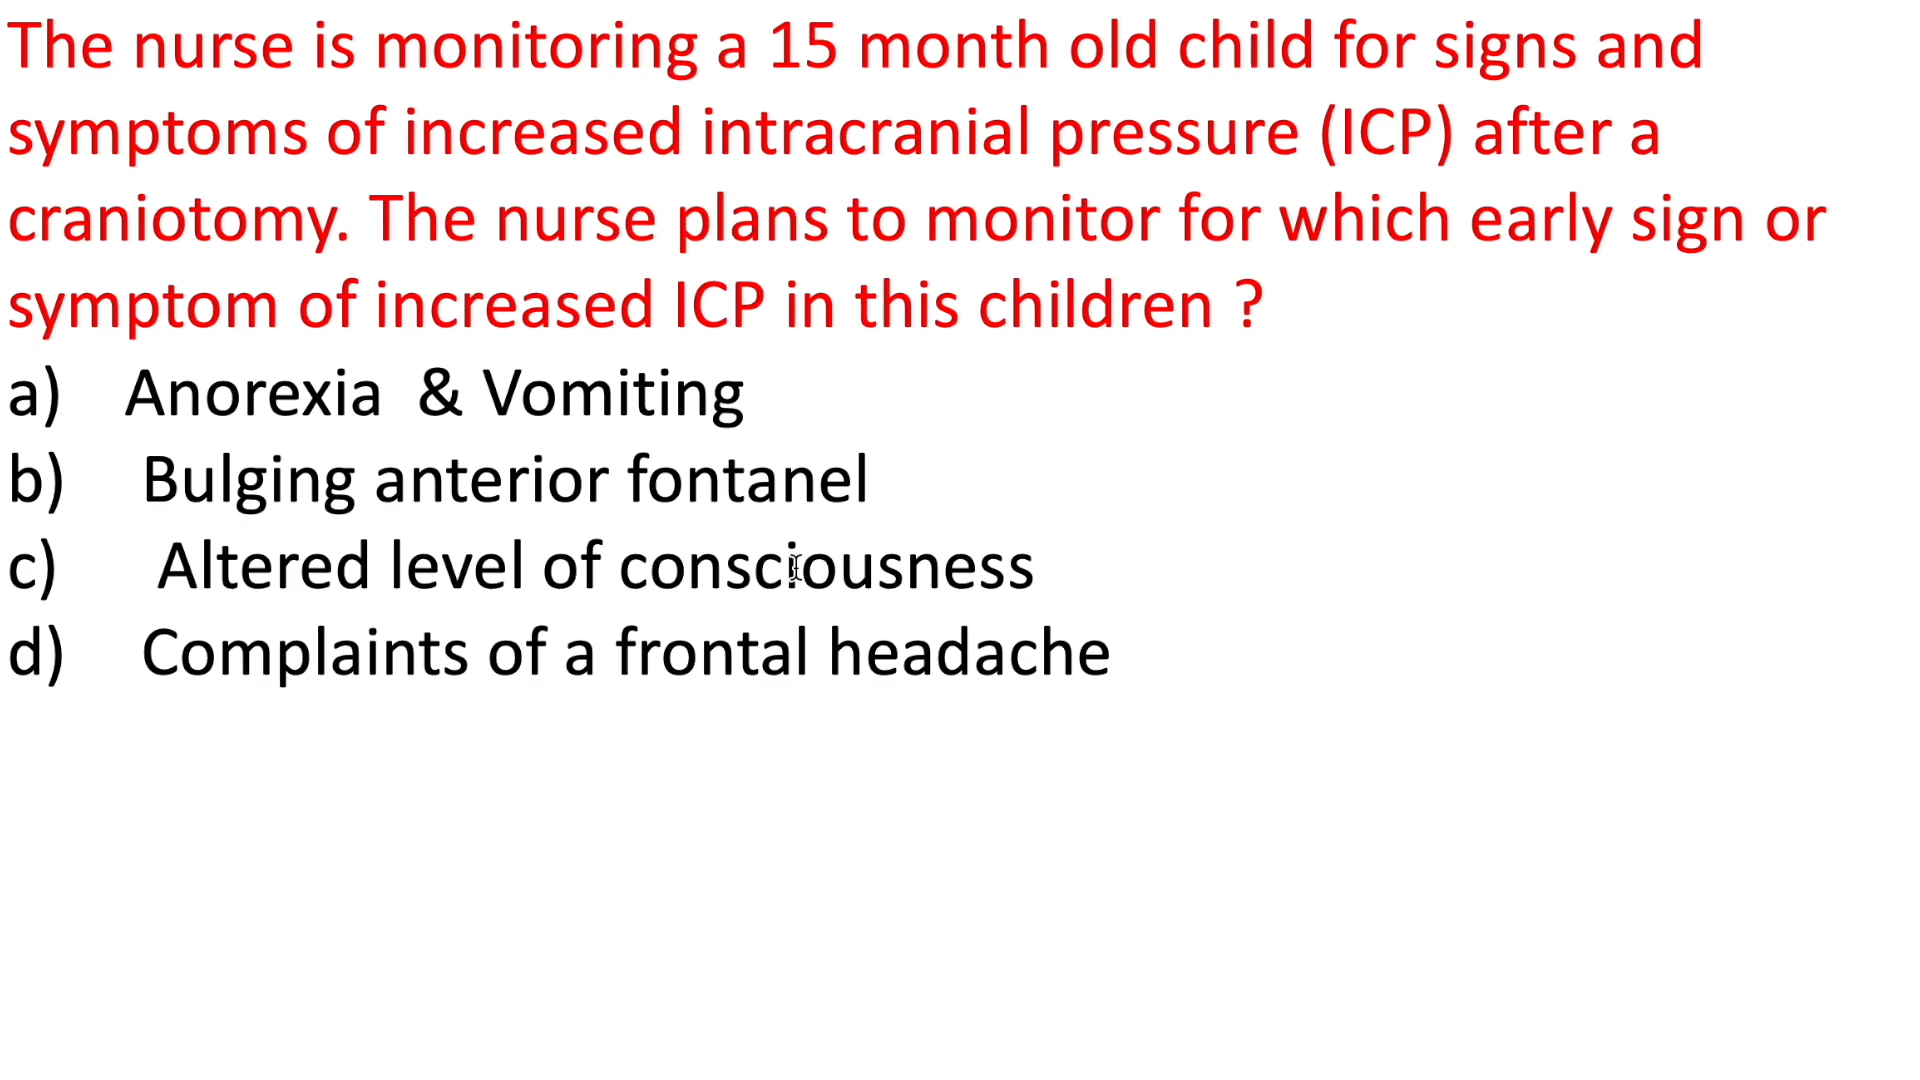 The nurse is monitoring a 15 month old child for signs and
symptoms of increased intracranial pressure (ICP) after a
craniotomy. The nurse plans to monitor for which early sign or
symptom of increased ICP in this children ?
a) Anorexia & Vomiting
b) Bulging anterior fontanel
c) Altered level of consciousness
d) Complaints of a frontal headache